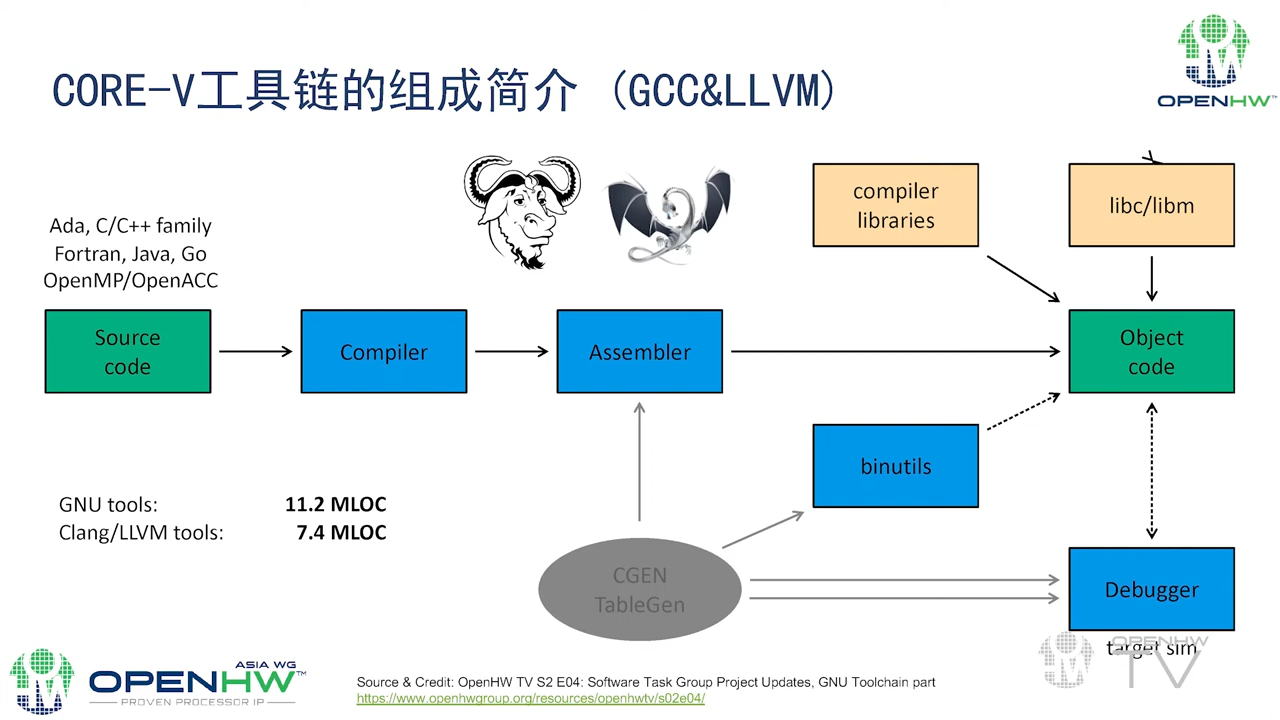 CORE-V工具链的组成简介 (GCC&LLVM)
OPENHW™
Ada, C/C++ family
Fortran, Java, Go
OpenMP/OpenACC
compiler
libraries
libc/libm
Source
code
Compiler
Assembler
Object
code
binutils
GNU tools: 11.2 MLOC
Clang/LLVM tools: 7.4 MLOC
CGEN
TableGen
Debugger
target sim
OPENHW
TV
ASIA WG
OPENHW™
PROVEN PROCESSOR IP
Source & Credit: OpenHW TV S2 E04: Software Task Group Project Updates, GNU Toolchain part
https://www.openhwgroup.org/resources/openhwtv/s02e04/